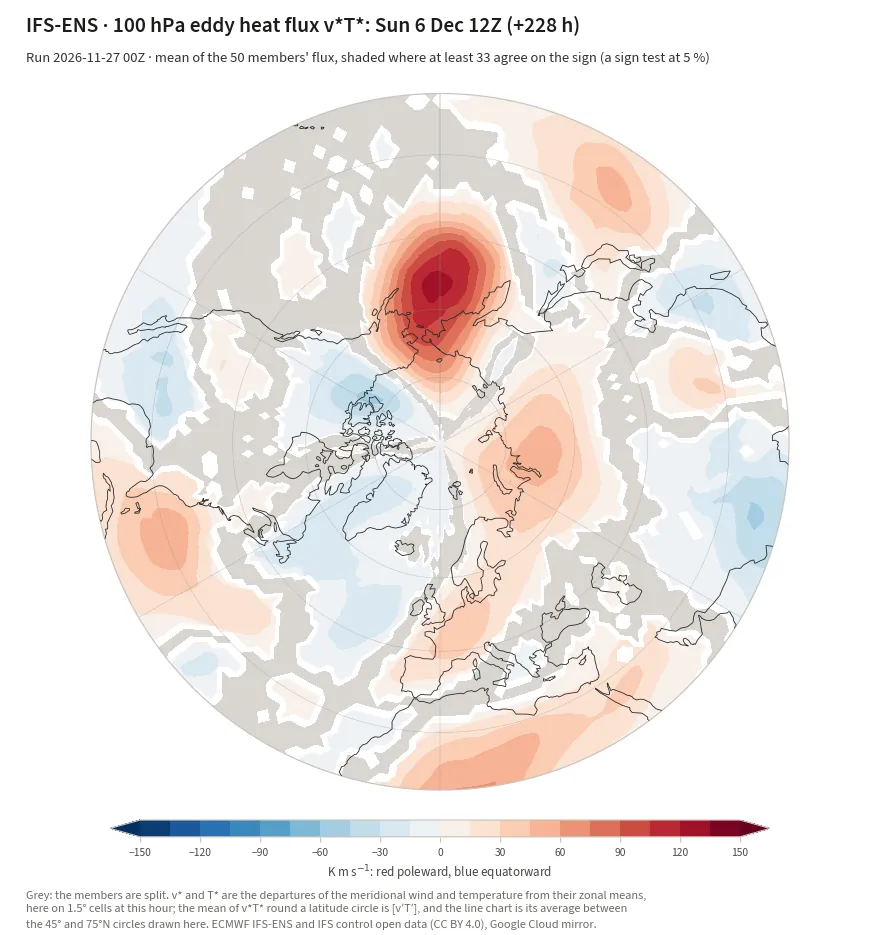 IFS-ENS · 100 hPa eddy heat flux v*T*: Sun 6 Dec 12Z (+228 h)
Run 2026-11-27 00Z · mean of the 50 members' flux, shaded where at least 33 agree on the sign (a sign test at 5 %)
−150 −120 −90 −60 −30 0 30 60 90 120 150
K m s⁻¹: red poleward, blue equatorward
Grey: the members are split. v* and T* are the departures of the meridional wind and temperature from their zonal means,
here on 1.5° cells at this hour; the mean of v*T* round a latitude circle is [v'T'], and the line chart is its average between
the 45° and 75°N circles drawn here. ECMWF IFS-ENS and IFS control open data (CC BY 4.0), Google Cloud mirror.